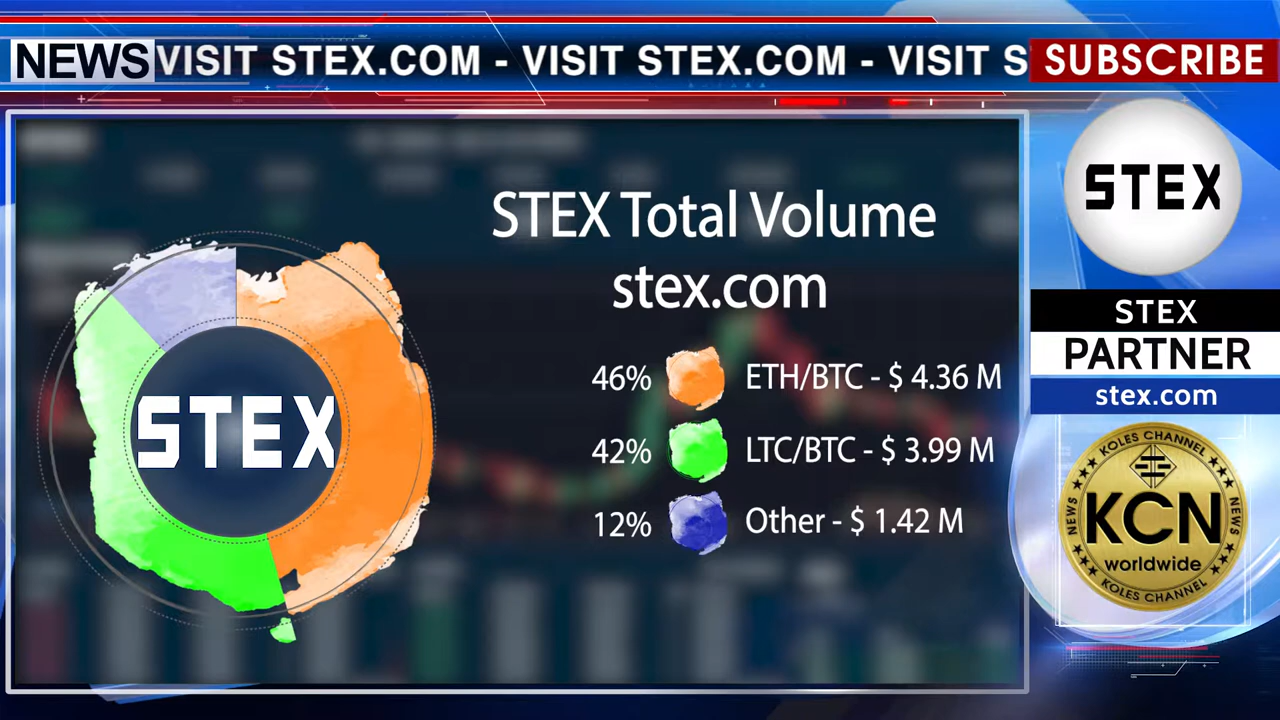 NEWS
VISIT STEX.COM - VISIT STEX.COM - VISIT S
SUBSCRIBE
STEX Total Volume
stex.com
46% ETH/BTC - $ 4.36 M
42% LTC/BTC - $ 3.99 M
12% Other - $ 1.42 M
STEX
STEX
STEX
PARTNER
stex.com
KOLES CHANNEL
NEWS
KCN
NEWS
worldwide
KOLES CHANNEL